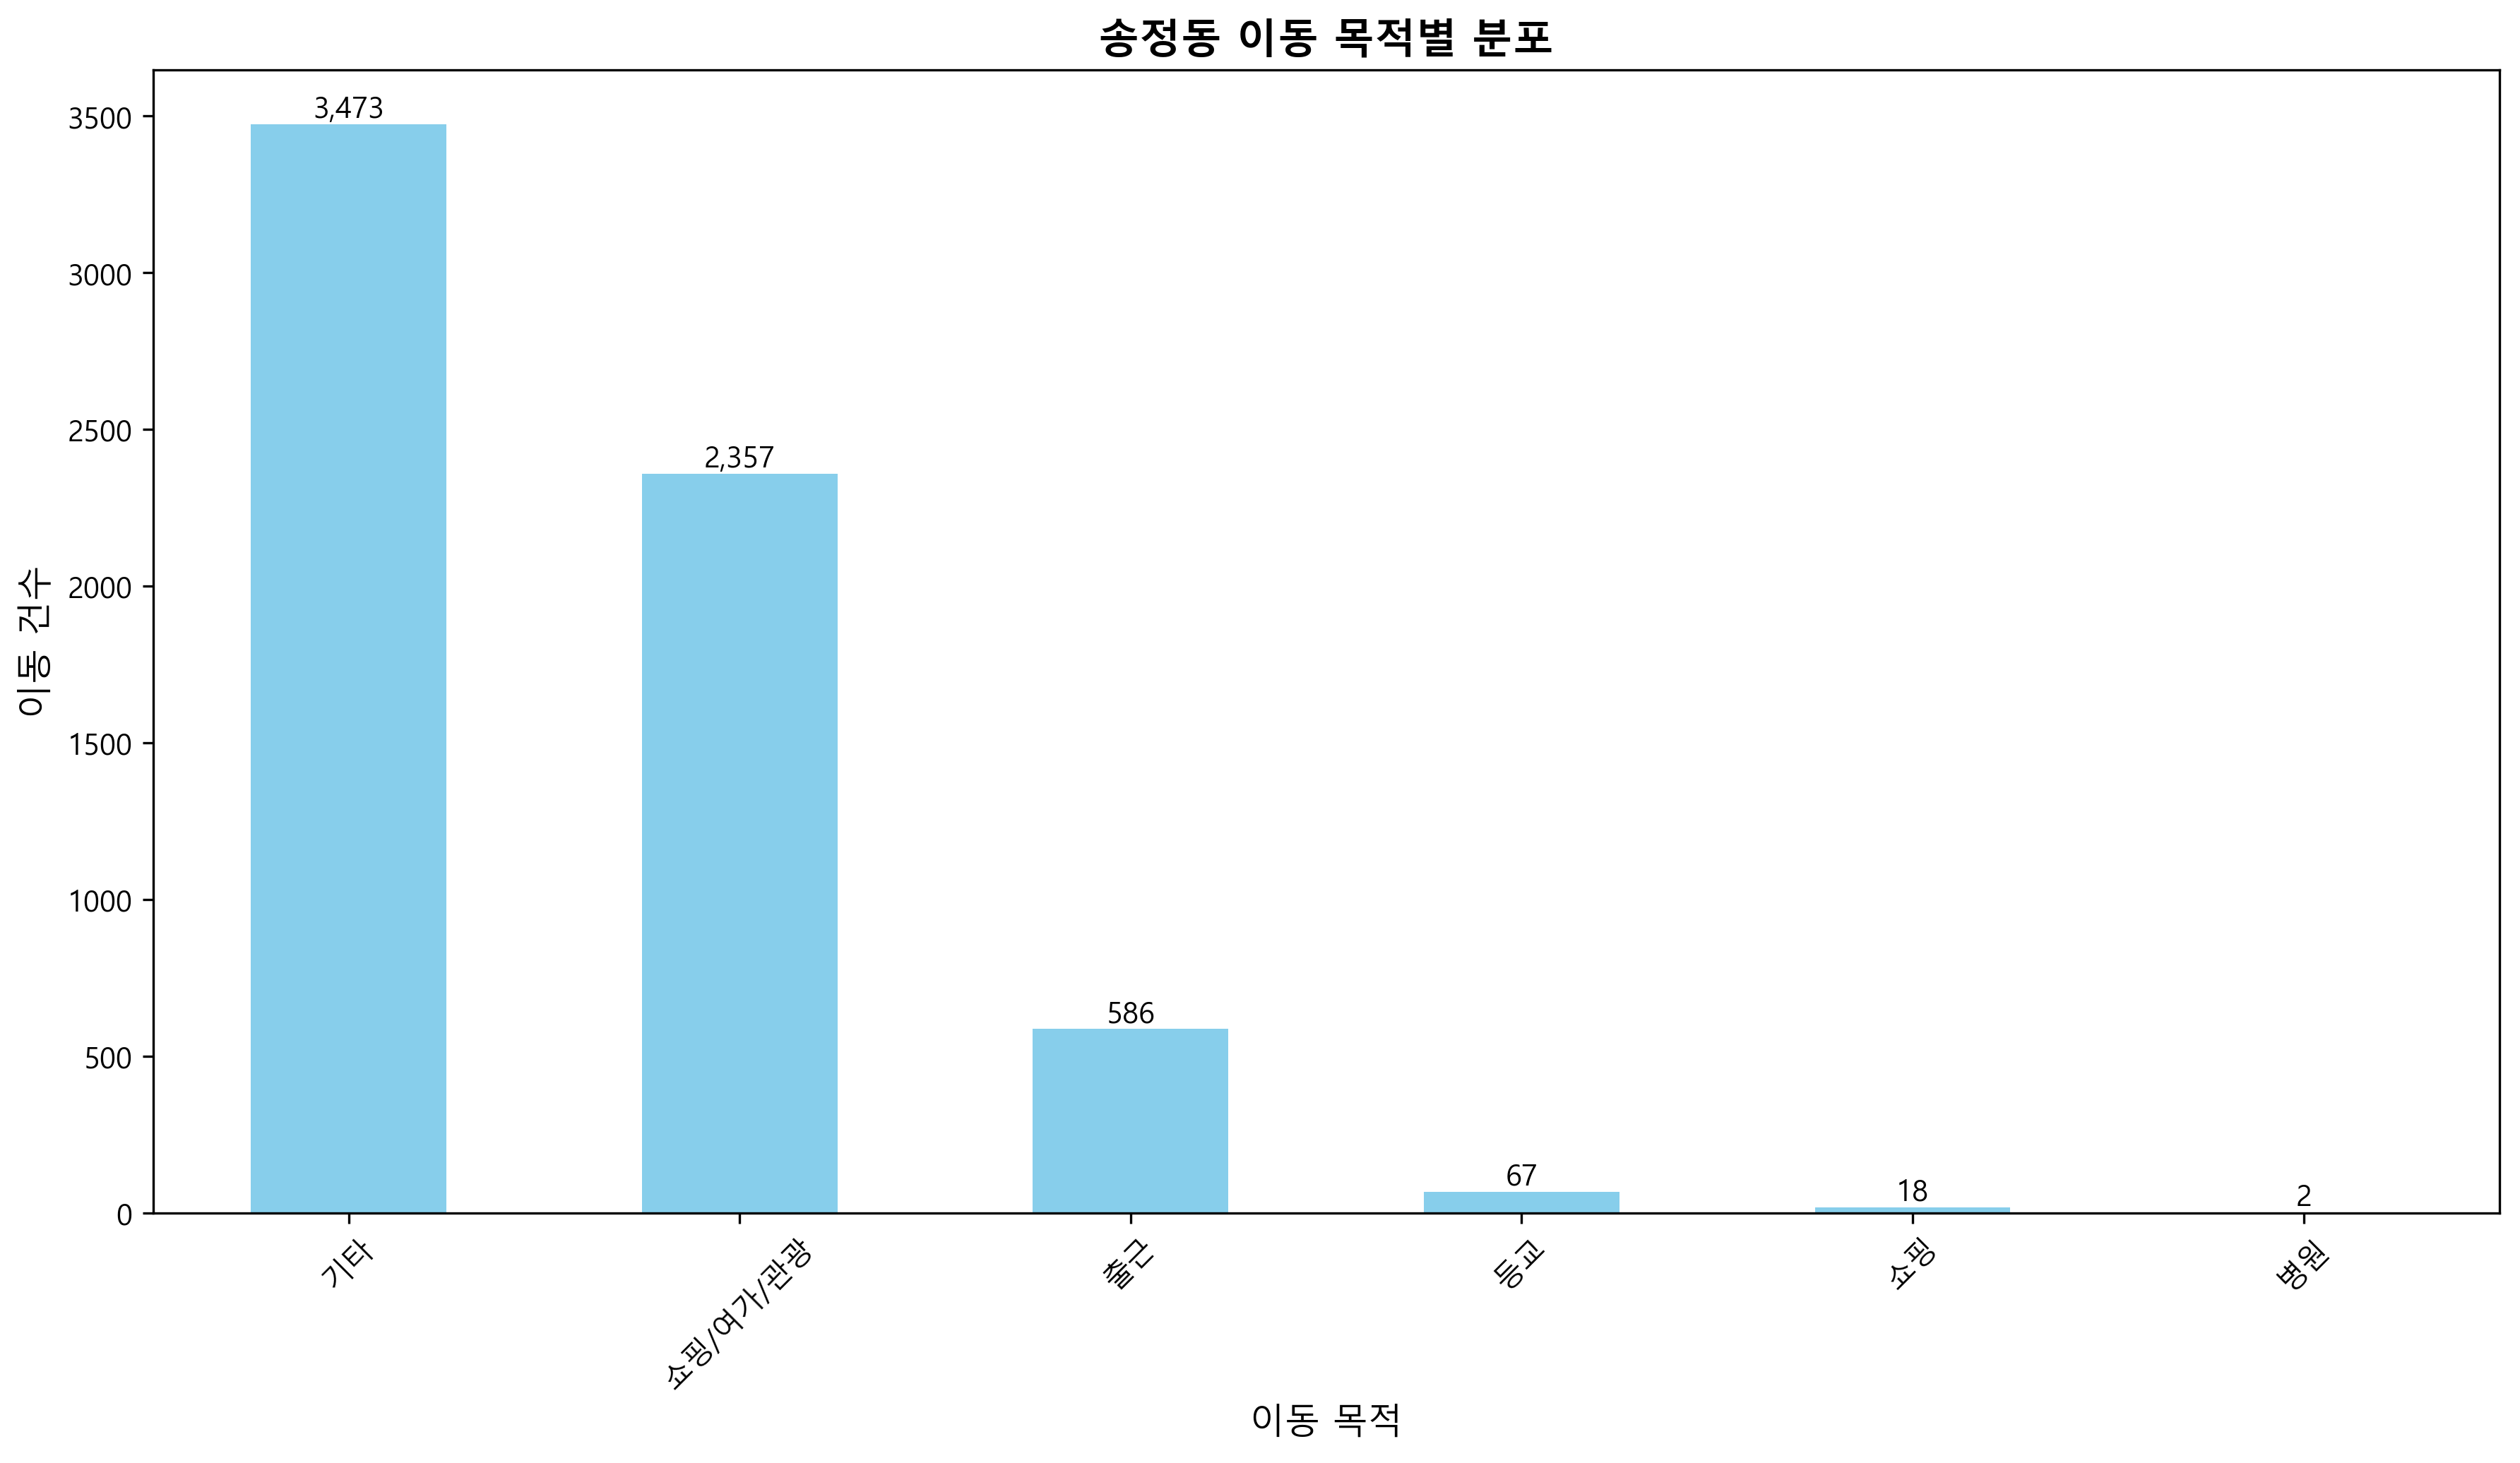 송정동 이동 목적별 분포
이동 건수
3500
3000
2500
2000
1500
1000
500
0
3,473
2,357
586
67
18
2
기타
쇼핑/여가/관광
출근
등교
쇼핑
병원
이동 목적